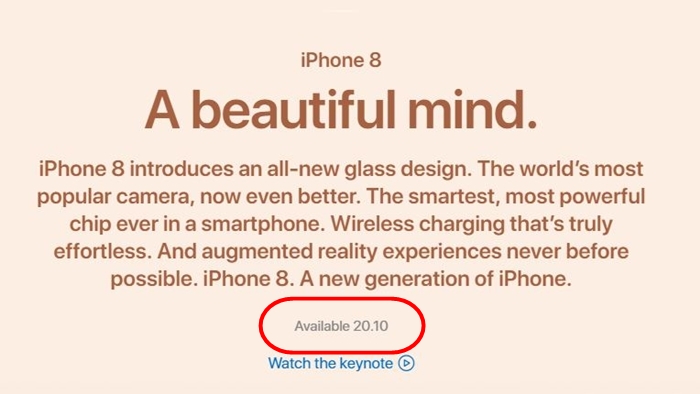 iPhone 8
A beautiful mind.
iPhone 8 introduces an all-new glass design. The world’s most
popular camera, now even better. The smartest, most powerful
chip ever in a smartphone. Wireless charging that’s truly
effortless. And augmented reality experiences never before
possible. iPhone 8. A new generation of iPhone.
Available 20.10
Watch the keynote